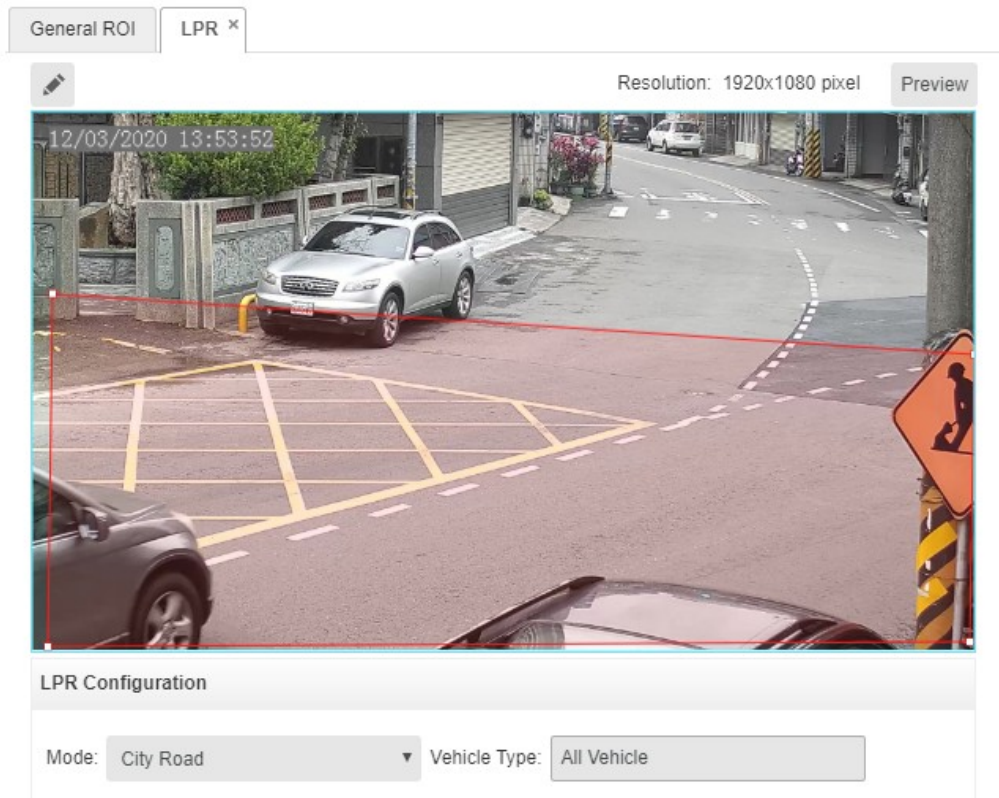 General ROI
LPR ×
Resolution: 1920x1080 pixel
Preview
12/03/2020 13:53:52
LPR Configuration
Mode: City Road ▼ Vehicle Type: All Vehicle